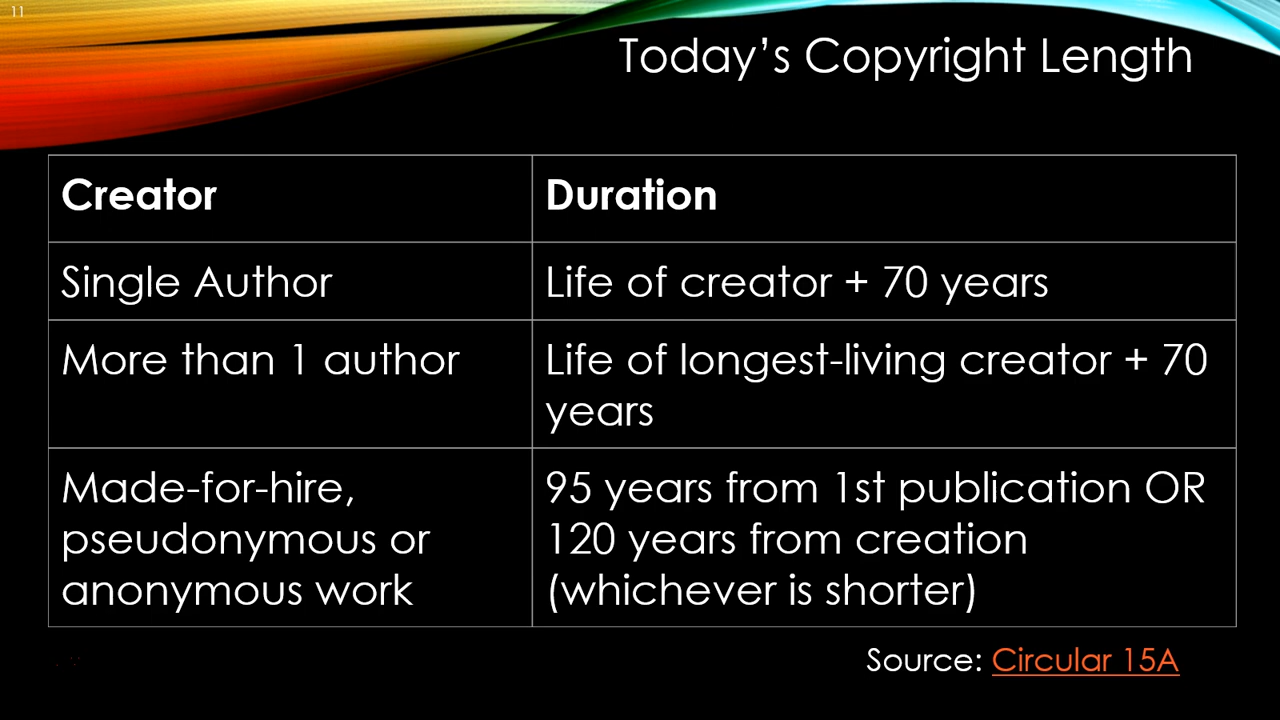 11
Today’s Copyright Length
Creator
Duration
Single Author
Life of creator + 70 years
More than 1 author
Life of longest-living creator + 70
years
Made-for-hire,
pseudonymous or
anonymous work
95 years from 1st publication OR
120 years from creation
(whichever is shorter)
Source: Circular 15A